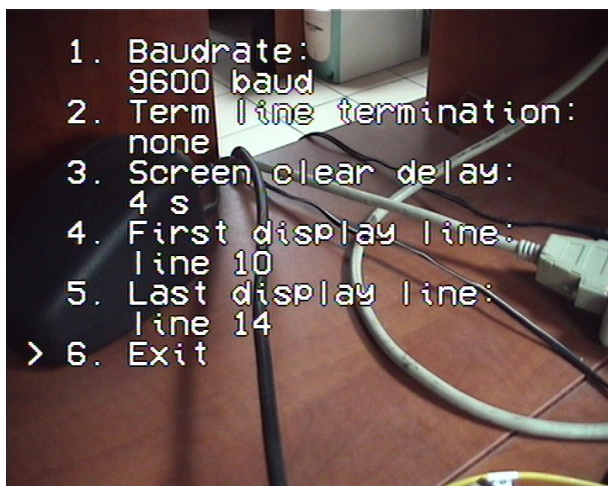 1. Baudrate:
9600 baud
2. Term line termination:
none
3. Screen clear delay:
4 s
4. First display line:
line 10
5. Last display line:
line 14
> 6. Exit